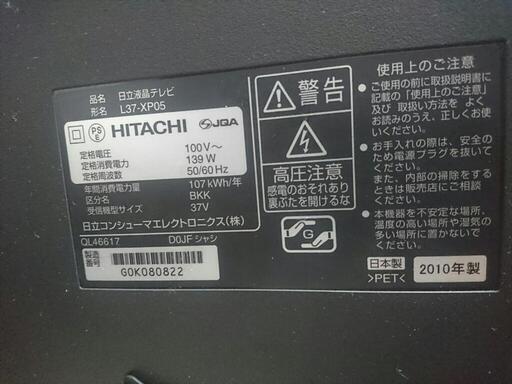 品名 日立液晶テレビ
形名 L37-XP05
PS
E
HITACHI
JQA
定格電圧 100V～
定格消費電力 139 W
定格周波数 50/60 Hz
年間消費電力量 107 kWh/年
区分名 BKK
受信機型サイズ 37V
日立コンシューマエレクトロニクス(株)
QL46617 D0JFシャシ
製造番号 G0K080822
警告
高圧注意
感電のおそれあり
裏ぶたを開けるな
使用上のご注意
●ご使用の前に取扱説明書に
記載の「使用上のご注意」
及び取扱い方法を よく
お読みのうえ、正しくお使
いください。
●お手入れの際は、安全の
ため電源プラグを抜いて
ください。
また、内部の掃除をする
ときは販売店にご相談
ください。
●本機器を不安定な場所、
温度の高い場所や湿気の
多い場所に置かないで
ください。
日本製 2010年製
>PET<